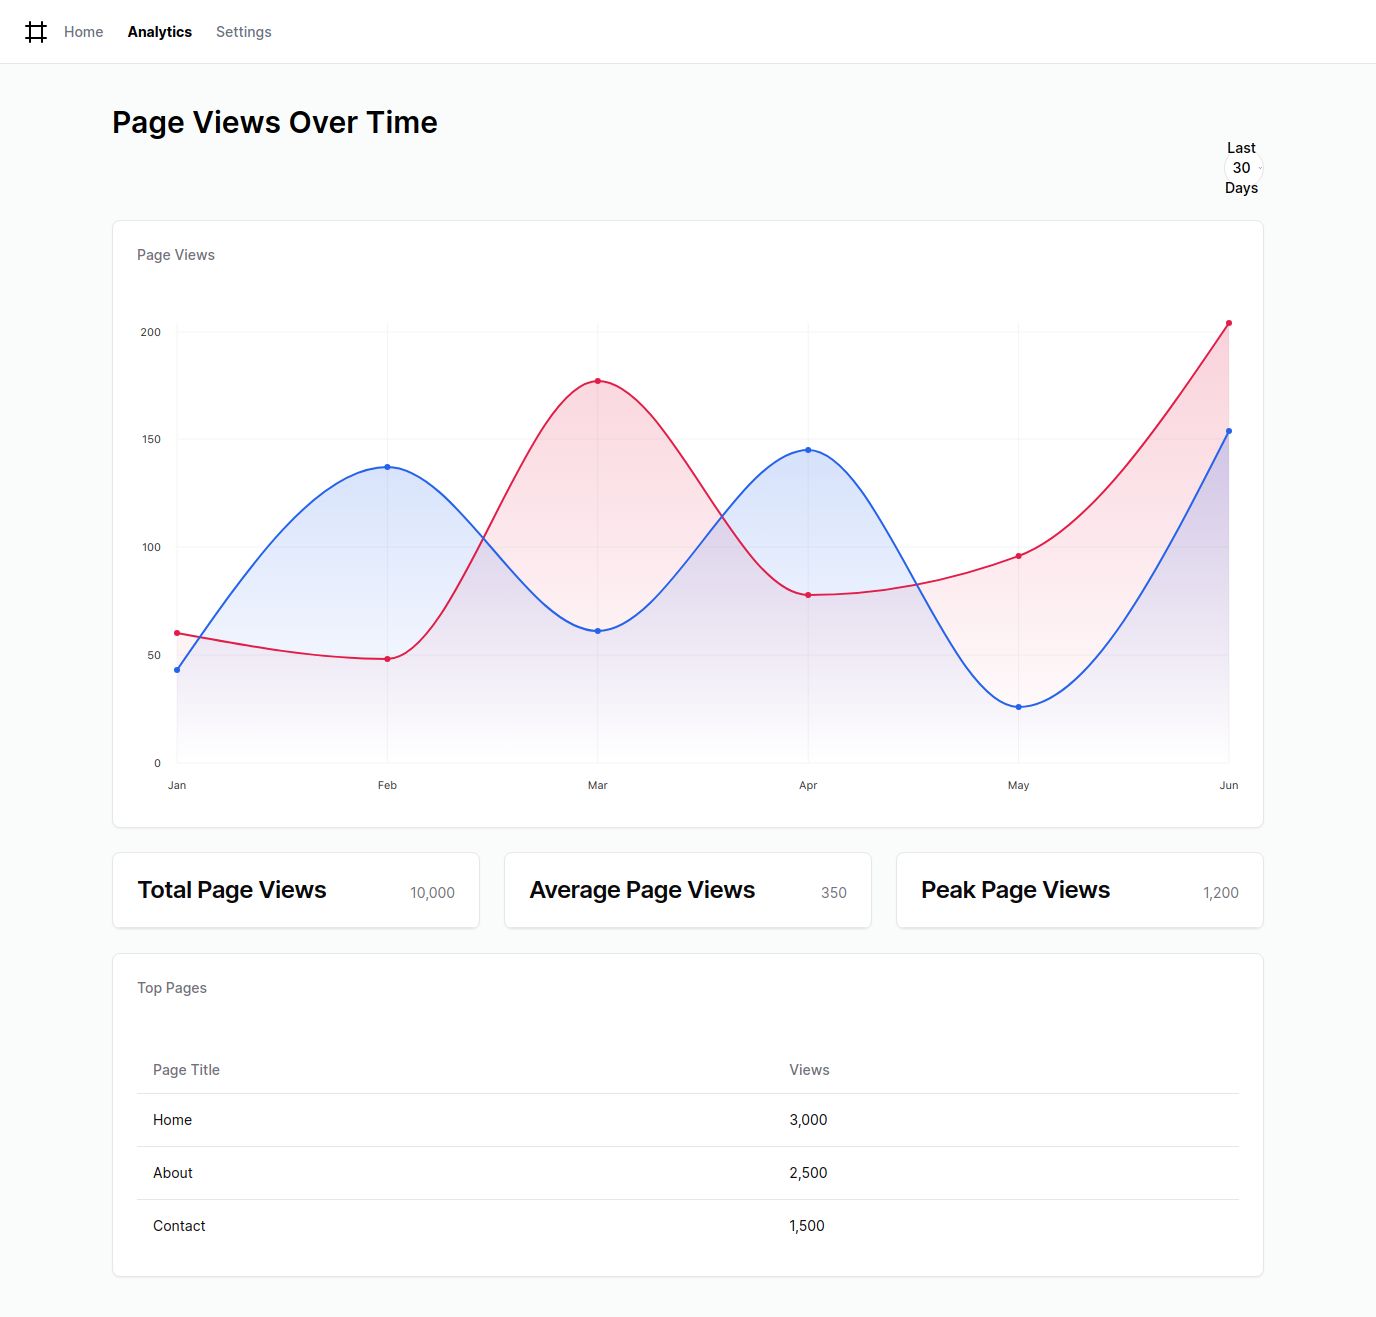 Home Analytics Settings
Page Views Over Time
Last
30
Days
Page Views
200
150
100
50
0
Jan Feb Mar Apr May Jun
Total Page Views 10,000
Average Page Views 350
Peak Page Views 1,200
Top Pages
Page Title Views
Home 3,000
About 2,500
Contact 1,500